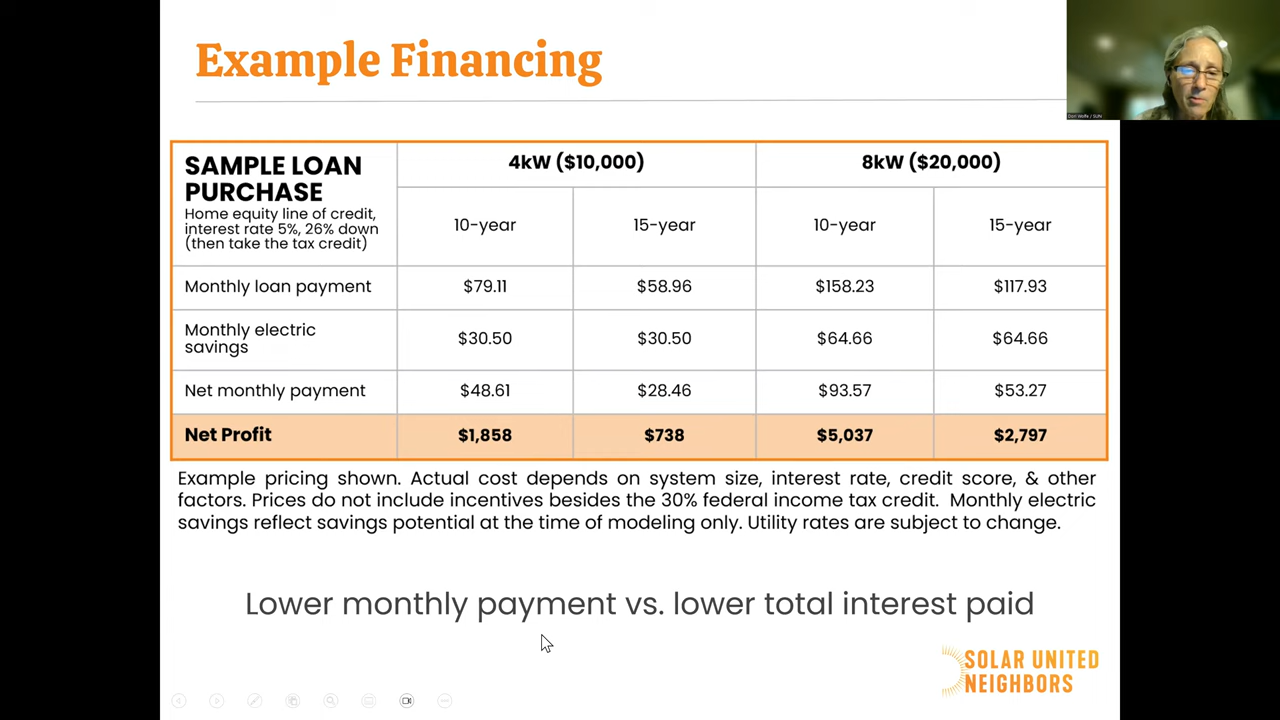 Example Financing
SAMPLE LOAN
PURCHASE
Home equity line of credit,
interest rate 5%, 26% down
(then take the tax credit)
4kW ($10,000)
8kW ($20,000)
10-year
15-year
10-year
15-year
Monthly loan payment
$79.11
$58.96
$158.23
$117.93
Monthly electric
savings
$30.50
$30.50
$64.66
$64.66
Net monthly payment
$48.61
$28.46
$93.57
$53.27
Net Profit
$1,858
$738
$5,037
$2,797
Example pricing shown. Actual cost depends on system size, interest rate, credit score, & other
factors. Prices do not include incentives besides the 30% federal income tax credit. Monthly electric
savings reflect savings potential at the time of modeling only. Utility rates are subject to change.
Lower monthly payment vs. lower total interest paid
SOLAR UNITED
NEIGHBORS